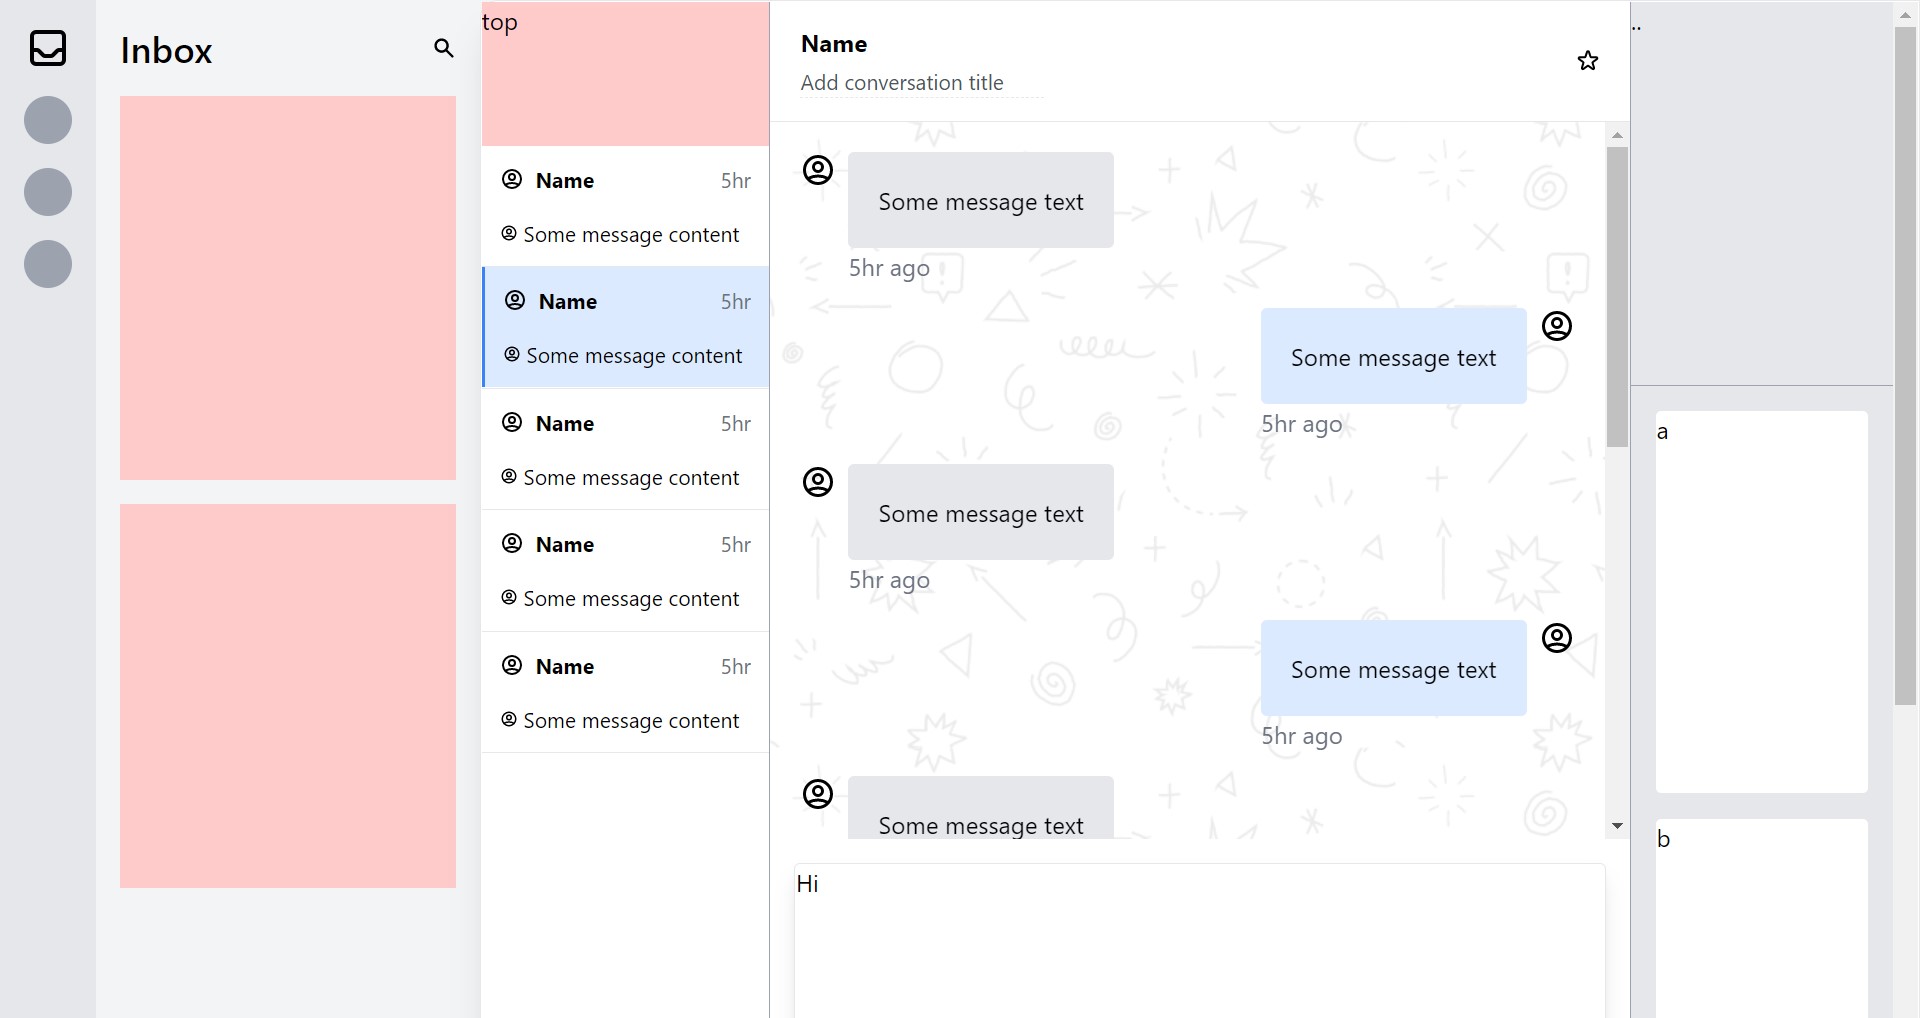 Inbox
top
Name 5hr
Some message content
Name 5hr
Some message content
Name 5hr
Some message content
Name 5hr
Some message content
Name 5hr
Some message content
Name
Add conversation title
Some message text
5hr ago
Some message text
5hr ago
Some message text
5hr ago
Some message text
5hr ago
Some message text
Hi
..
a
b